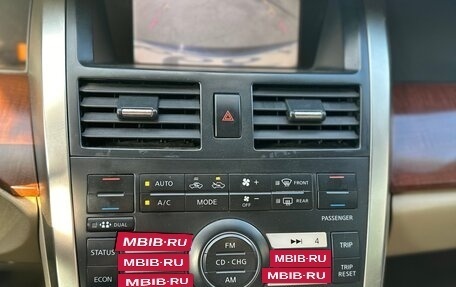 AUTO
FRONT
A/C
MODE
OFF
REAR
DUAL
PASSENGER
STATUS
MBIB·RU
FM
4
TRIP
MBIB·RU
CD·CHG
MBIB·RU
ECON
MBIB·RU
AM
MBIB·RU
TRIP
RESET